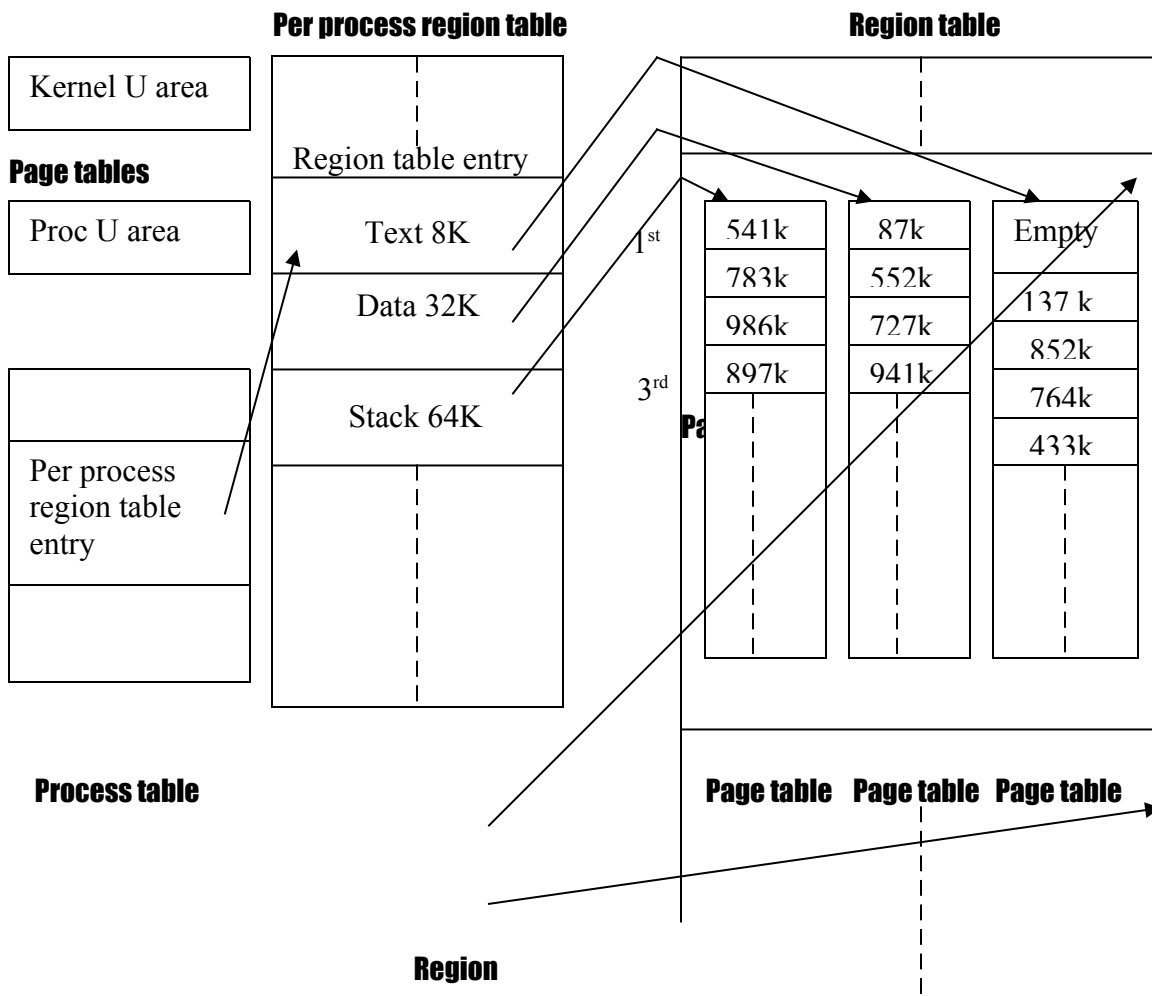 Per process region table
Region table
Kernel U area
Page tables
Proc U area
Region table entry
Text 8K
Data 32K
Stack 64K
Per process
region table
entry
Process table
1st
3rd
541k
783k
986k
897k
87k
552k
727k
941k
Empty
137 k
852k
764k
433k
Page table
Page table
Page table
Region